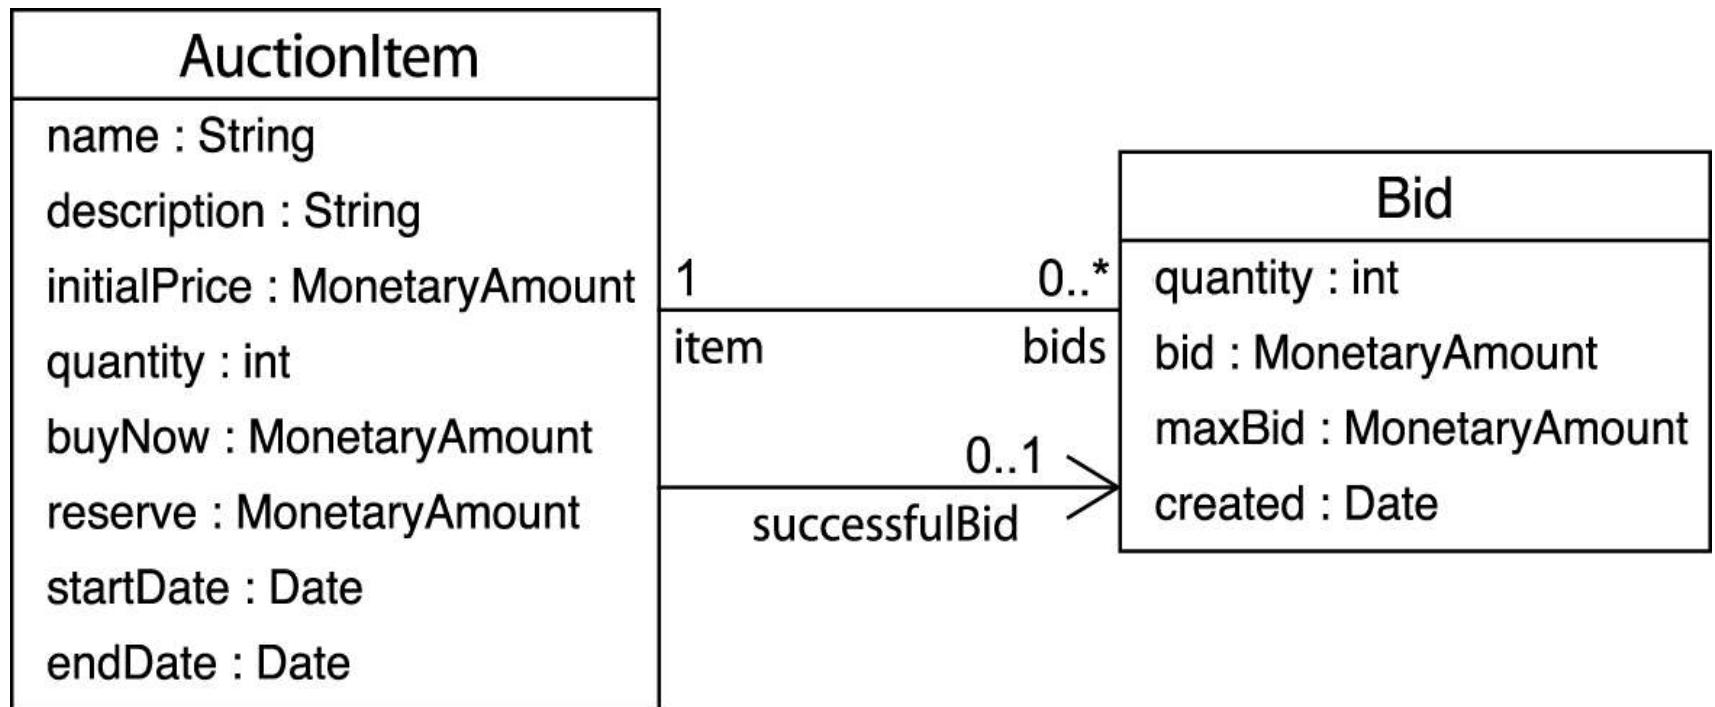 AuctionItem
name : String
description : String
initialPrice : MonetaryAmount
quantity : int
buyNow : MonetaryAmount
reserve : MonetaryAmount
startDate : Date
endDate : Date
1
0..*
item
bids
0..1
successfulBid
Bid
quantity : int
bid : MonetaryAmount
maxBid : MonetaryAmount
created : Date